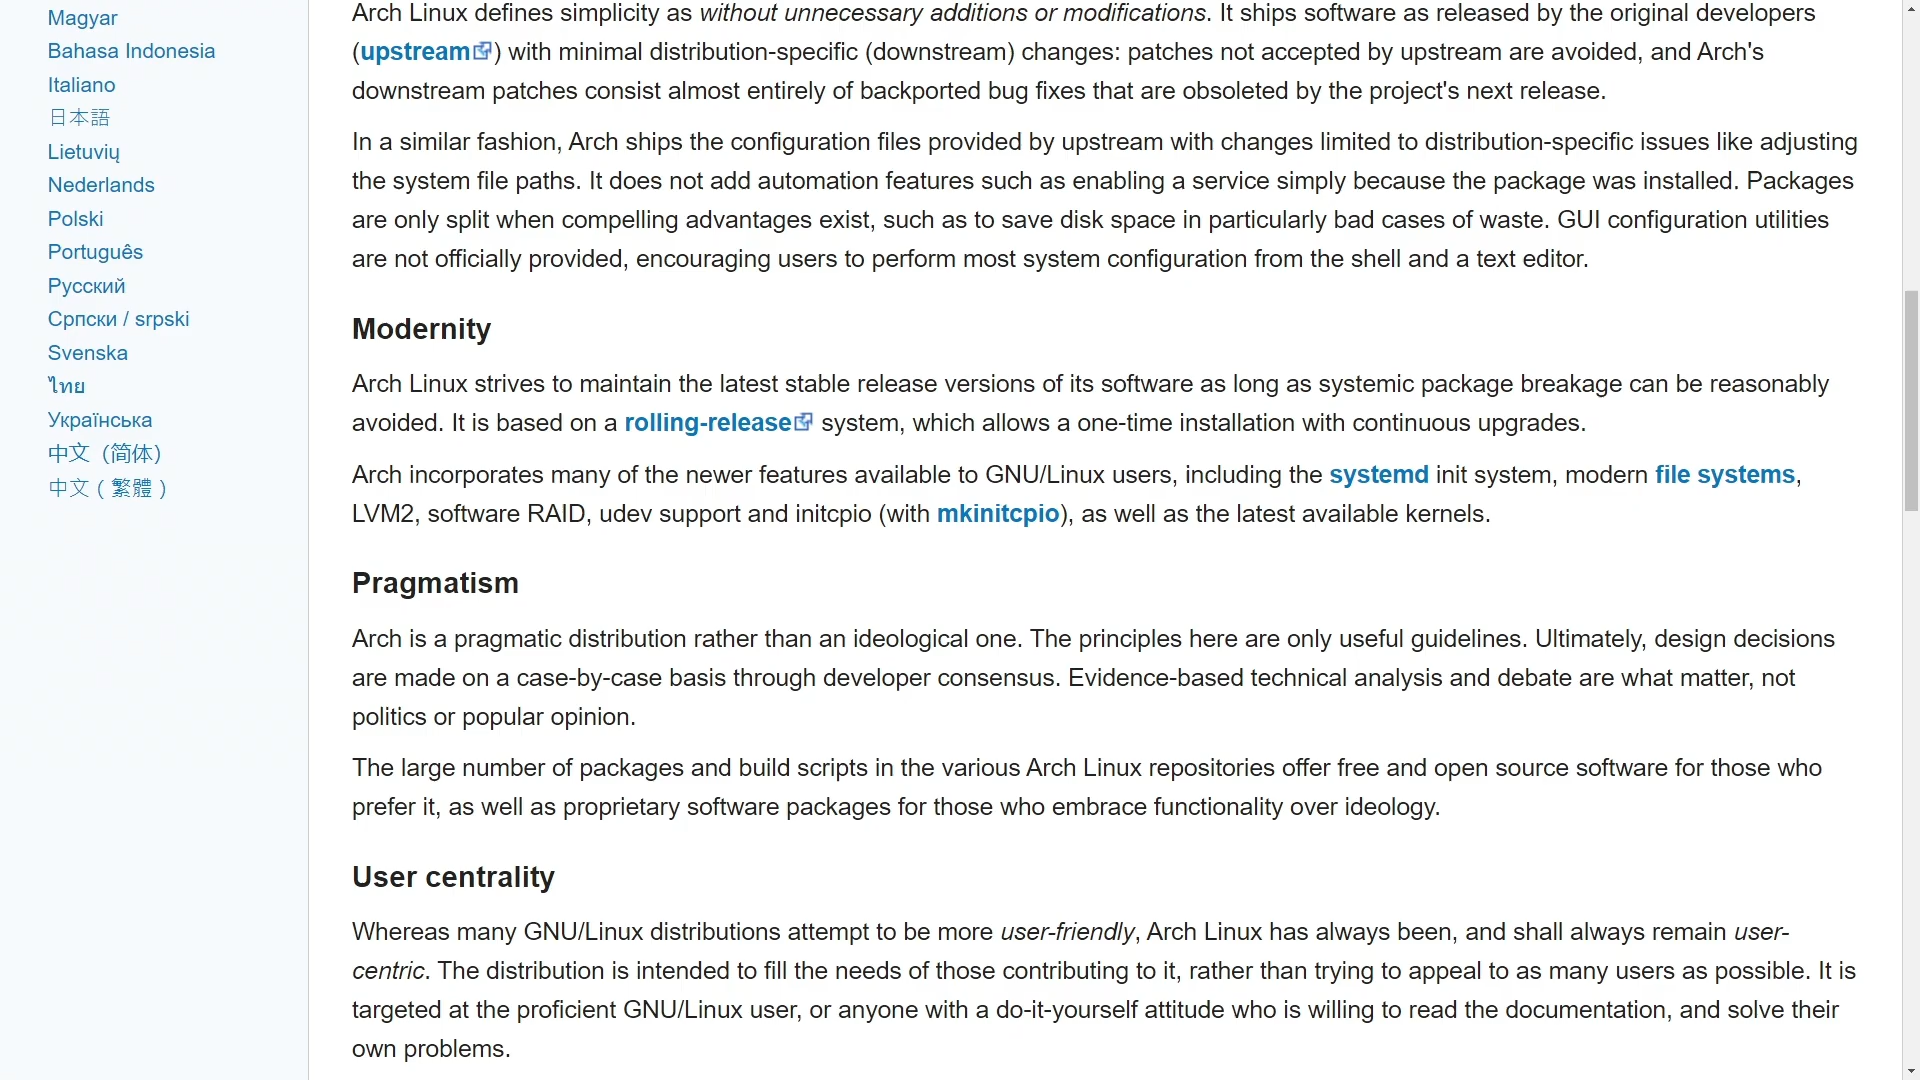 Magyar
Bahasa Indonesia
Italiano
日本語
Lietuvių
Nederlands
Polski
Português
Русский
Српски / srpski
Svenska
ไทย
Українська
中文（简体）
中文（繁體）
Arch Linux defines simplicity as without unnecessary additions or modifications. It ships software as released by the original developers
(upstream) with minimal distribution-specific (downstream) changes: patches not accepted by upstream are avoided, and Arch's
downstream patches consist almost entirely of backported bug fixes that are obsoleted by the project's next release.
In a similar fashion, Arch ships the configuration files provided by upstream with changes limited to distribution-specific issues like adjusting
the system file paths. It does not add automation features such as enabling a service simply because the package was installed. Packages
are only split when compelling advantages exist, such as to save disk space in particularly bad cases of waste. GUI configuration utilities
are not officially provided, encouraging users to perform most system configuration from the shell and a text editor.
Modernity
Arch Linux strives to maintain the latest stable release versions of its software as long as systemic package breakage can be reasonably
avoided. It is based on a rolling-release system, which allows a one-time installation with continuous upgrades.
Arch incorporates many of the newer features available to GNU/Linux users, including the systemd init system, modern file systems,
LVM2, software RAID, udev support and initcpio (with mkinitcpio), as well as the latest available kernels.
Pragmatism
Arch is a pragmatic distribution rather than an ideological one. The principles here are only useful guidelines. Ultimately, design decisions
are made on a case-by-case basis through developer consensus. Evidence-based technical analysis and debate are what matter, not
politics or popular opinion.
The large number of packages and build scripts in the various Arch Linux repositories offer free and open source software for those who
prefer it, as well as proprietary software packages for those who embrace functionality over ideology.
User centrality
Whereas many GNU/Linux distributions attempt to be more user-friendly, Arch Linux has always been, and shall always remain user-
centric. The distribution is intended to fill the needs of those contributing to it, rather than trying to appeal to as many users as possible. It is
targeted at the proficient GNU/Linux user, or anyone with a do-it-yourself attitude who is willing to read the documentation, and solve their
own problems.